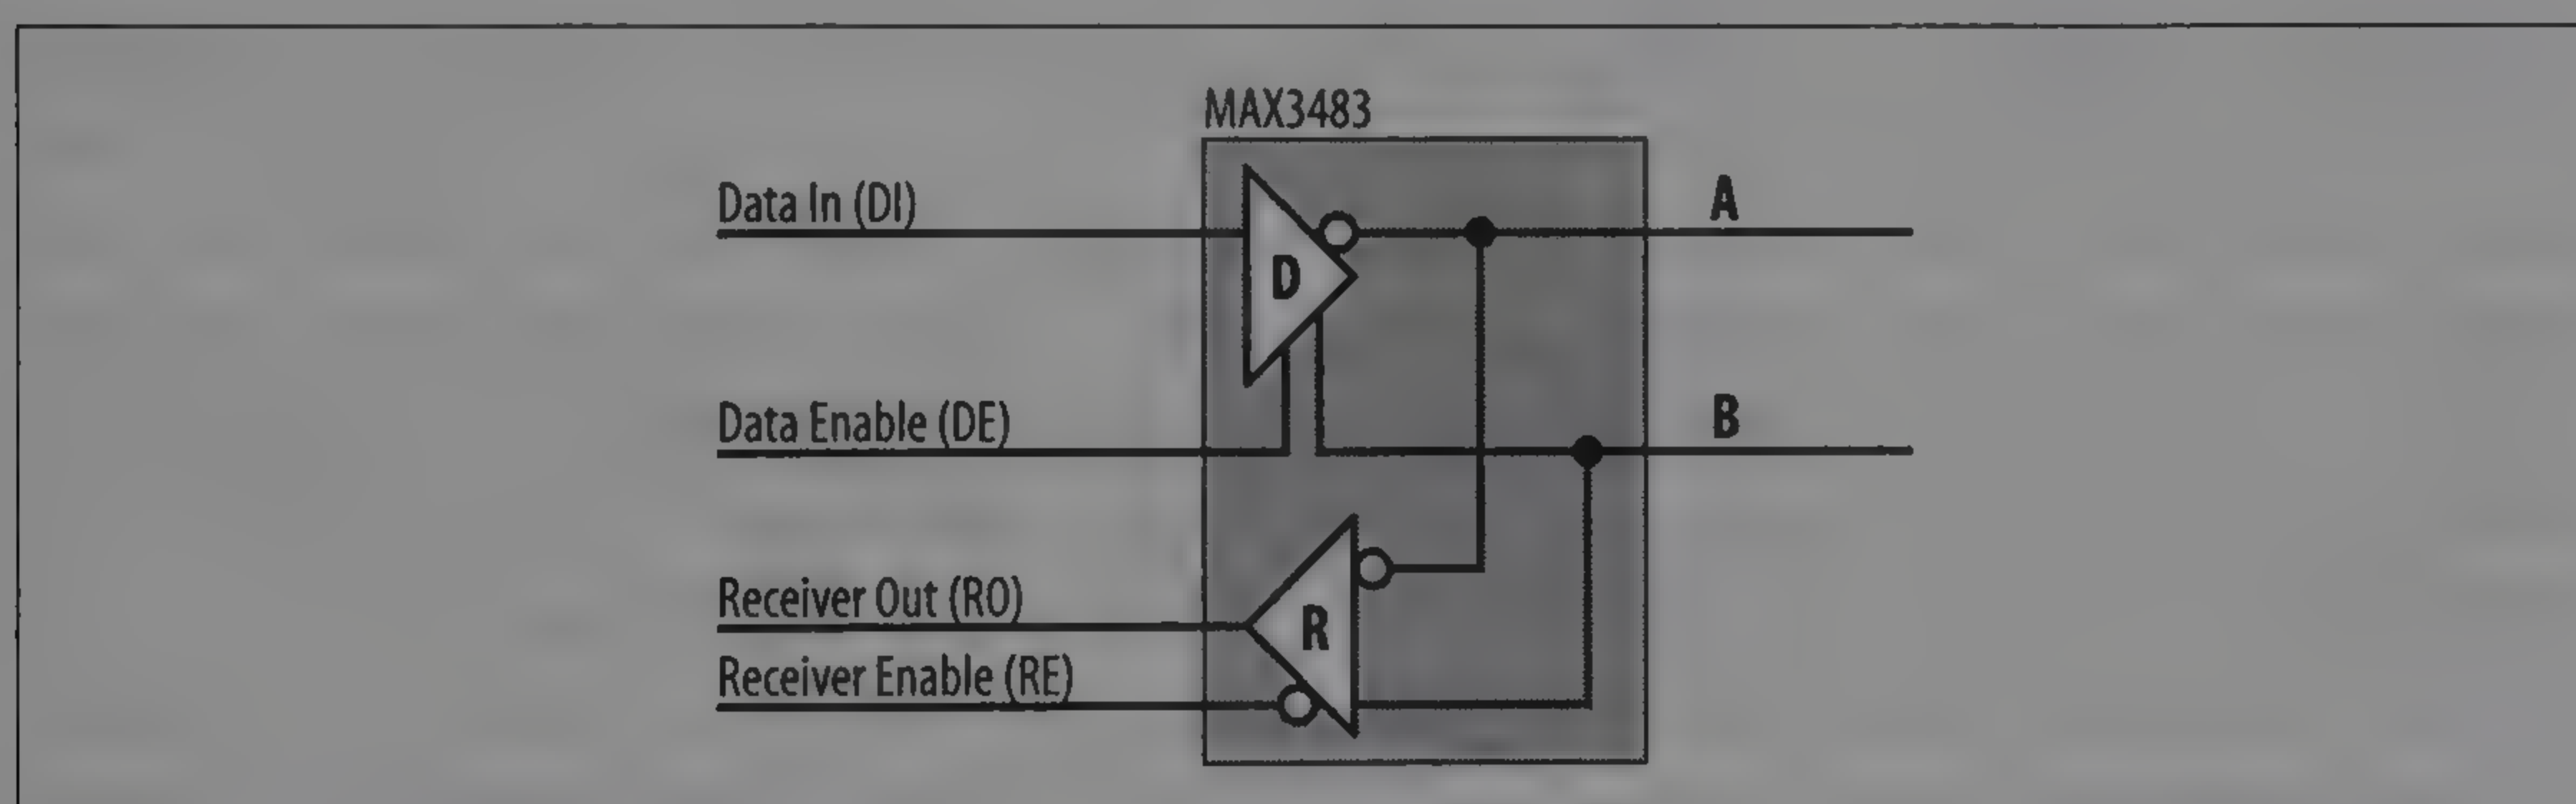 MAX3483
Data In (DI)
A
D
Data Enable (DE)
B
Receiver Out (RO)
R
Receiver Enable (RE)